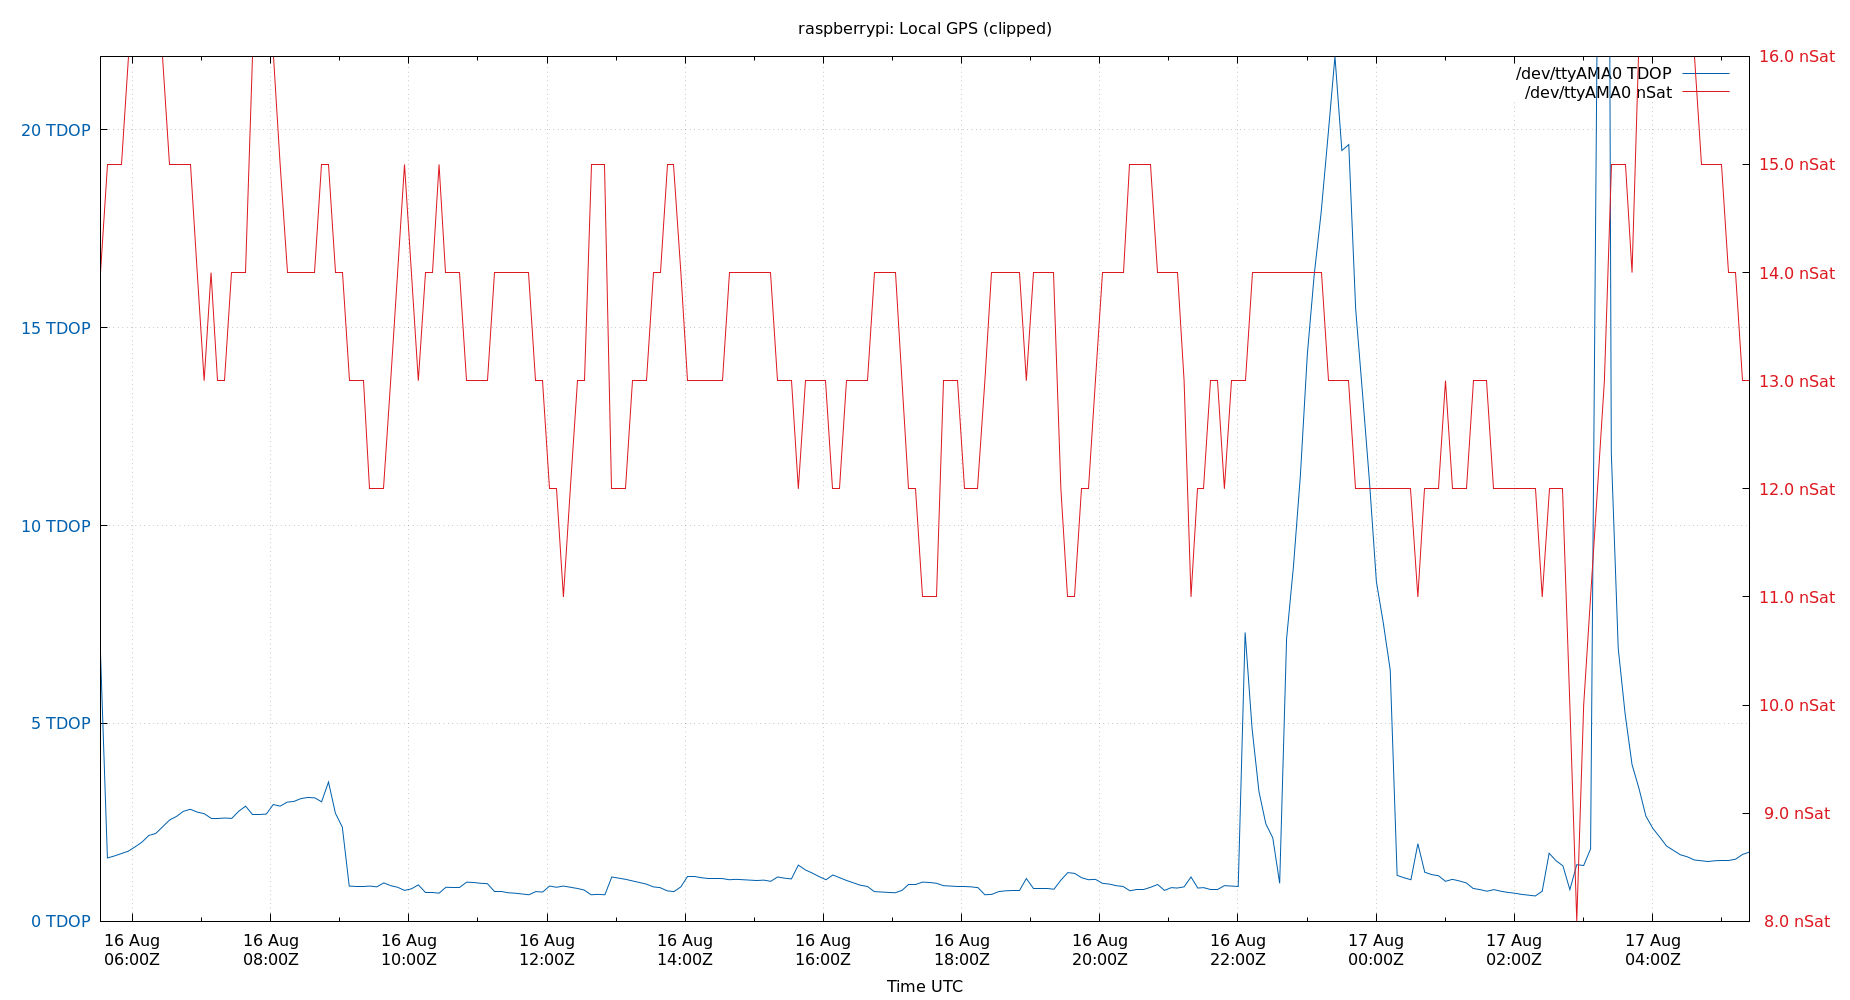 raspberrypi: Local GPS (clipped)
/dev/ttyAMA0 TDOP
/dev/ttyAMA0 nSat
20 TDOP
15 TDOP
10 TDOP
5 TDOP
0 TDOP
16.0 nSat
15.0 nSat
14.0 nSat
13.0 nSat
12.0 nSat
11.0 nSat
10.0 nSat
9.0 nSat
8.0 nSat
16 Aug 16 Aug 16 Aug 16 Aug 16 Aug 16 Aug 16 Aug 16 Aug 16 Aug 17 Aug 17 Aug 17 Aug
06:00Z 08:00Z 10:00Z 12:00Z 14:00Z 16:00Z 18:00Z 20:00Z 22:00Z 00:00Z 02:00Z 04:00Z
Time UTC